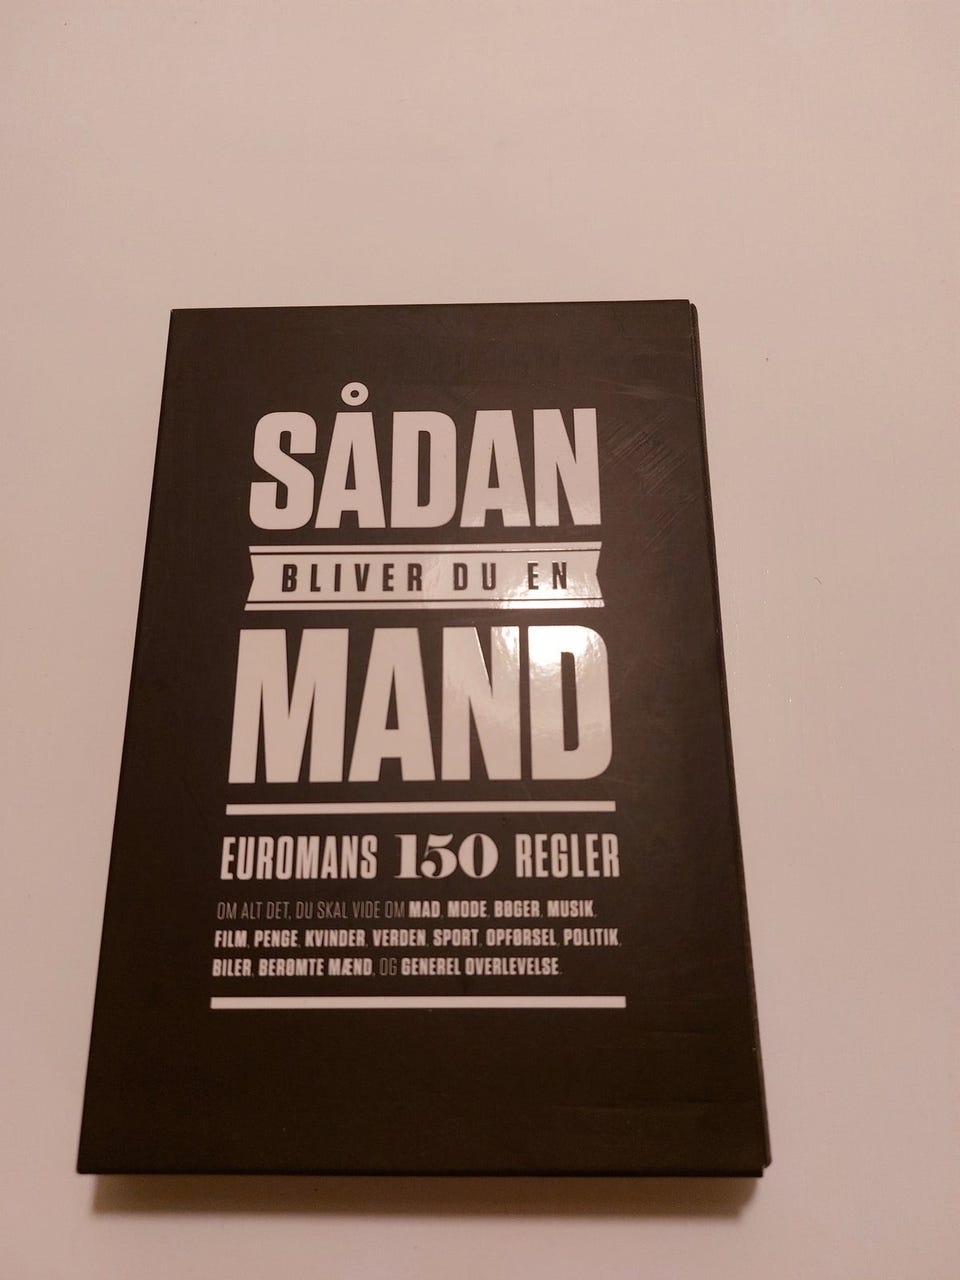 SÅDAN
BLIVER DU EN
MAND
EUROMANS 150 REGLER
OM ALT DET, DU SKAL VIDE OM MAD, MODE, BØGER, MUSIK,
FILM, PENGE, KVINDER, VERDEN, SPORT, OPFØRSEL, POLITIK,
BILER, BERØMTE MÆND, OG GENEREL OVERLEVELSE.